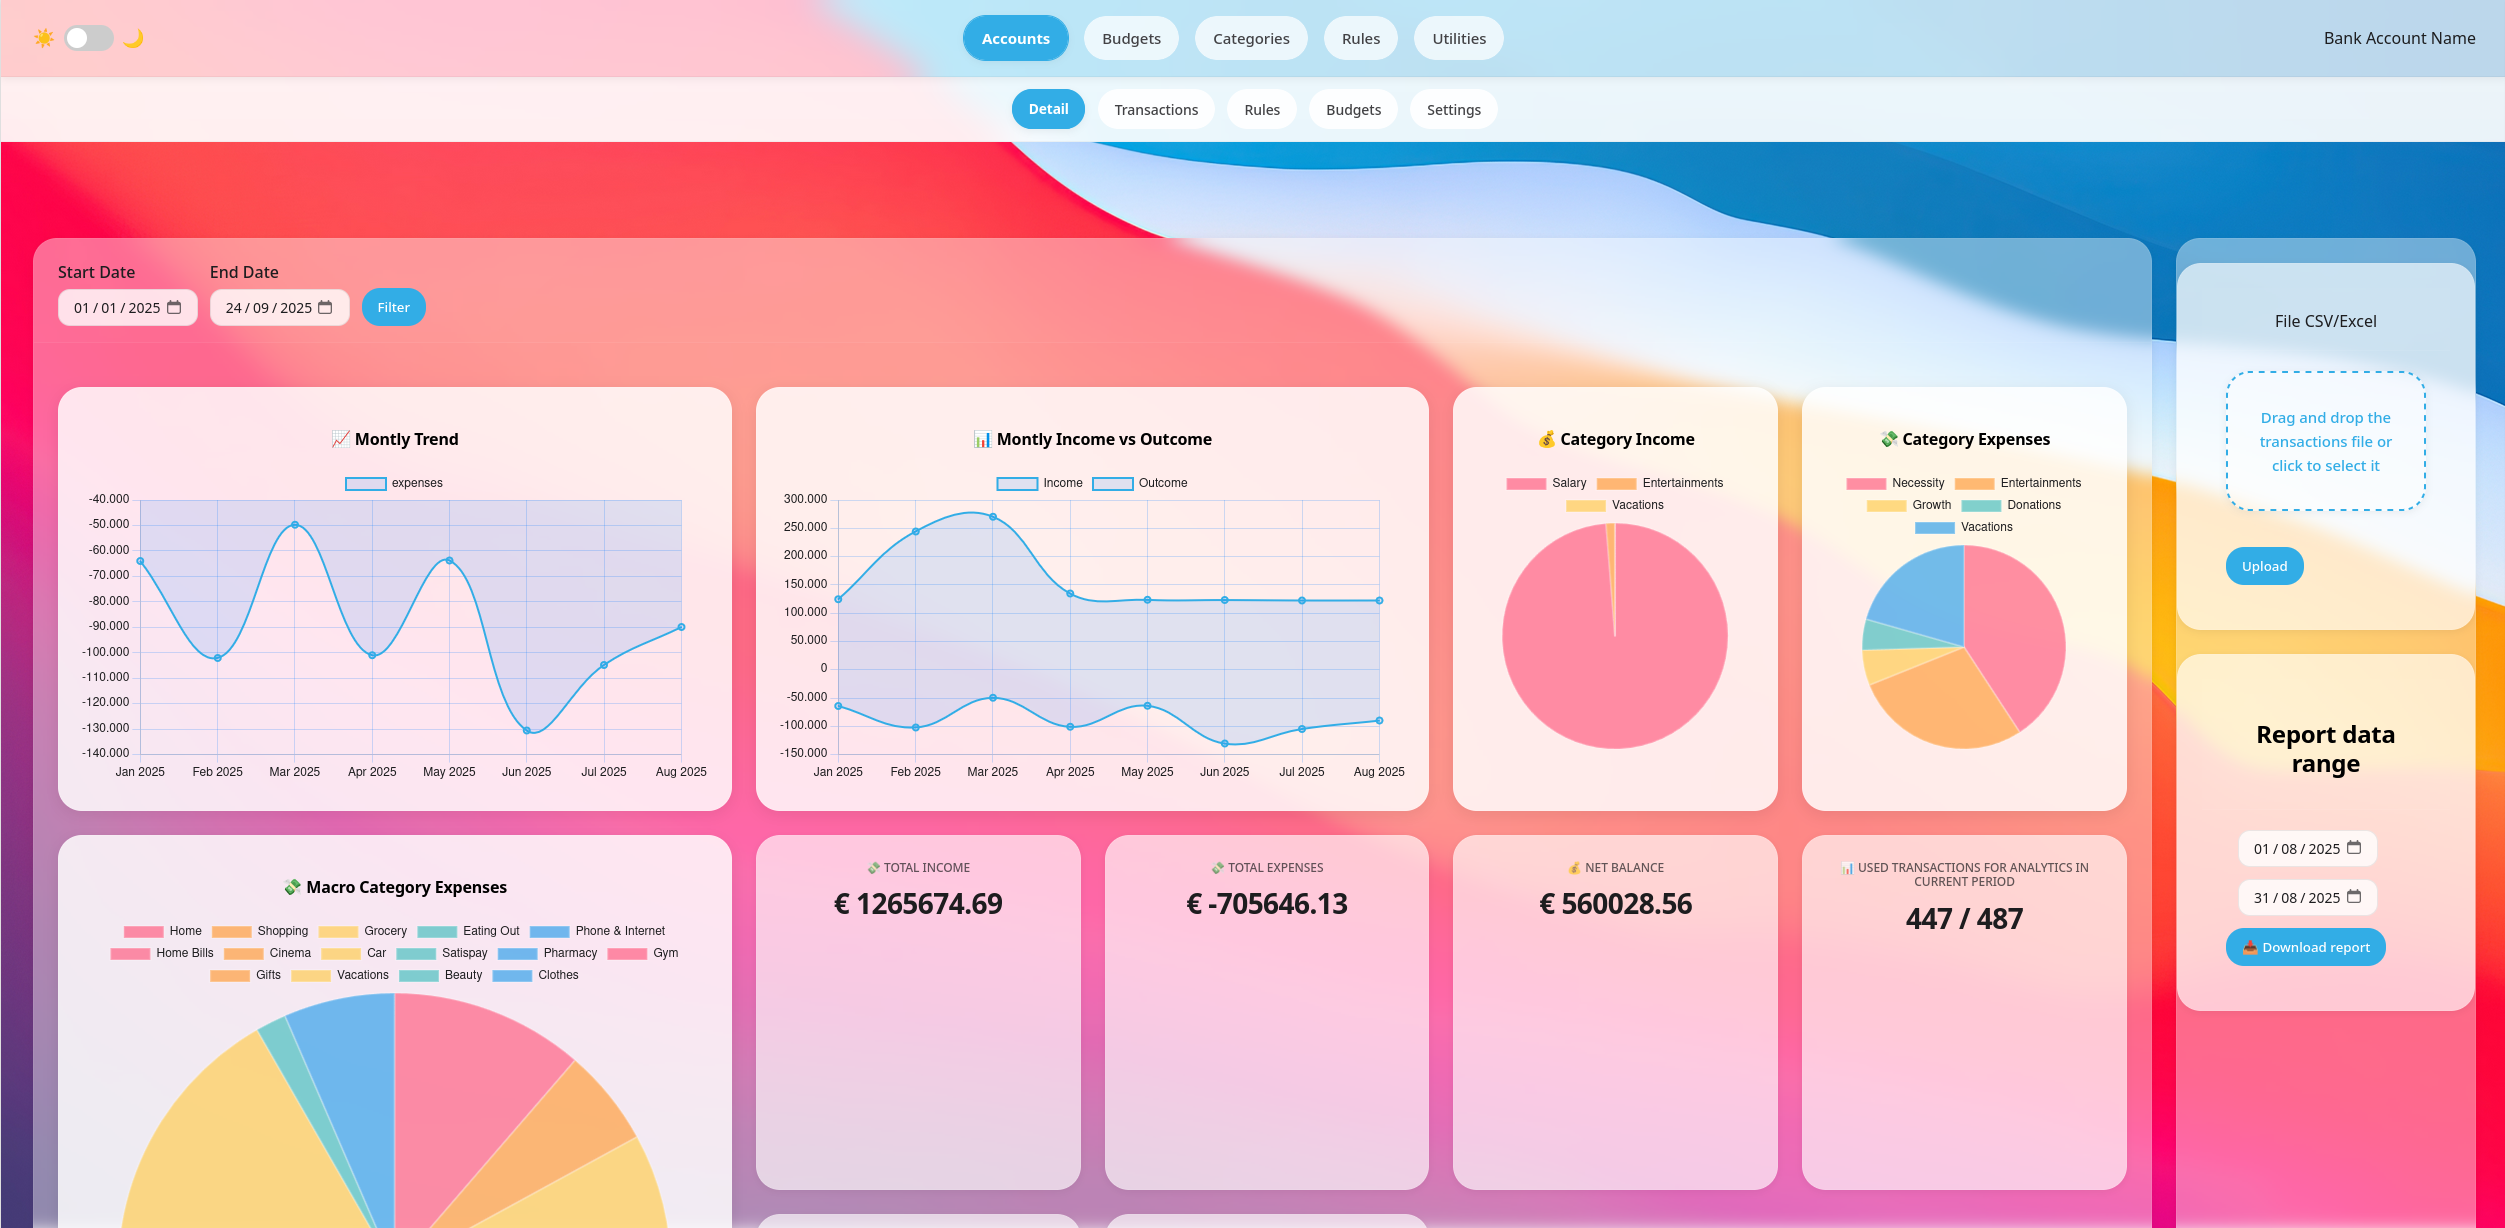 Accounts Budgets Categories Rules Utilities Bank Account Name
Detail Transactions Rules Budgets Settings
Start Date End Date
01 / 01 / 2025 24 / 09 / 2025 Filter
📈 Montly Trend
expenses
-40.000
-50.000
-60.000
-70.000
-80.000
-90.000
-100.000
-110.000
-120.000
-130.000
-140.000
Jan 2025 Feb 2025 Mar 2025 Apr 2025 May 2025 Jun 2025 Jul 2025 Aug 2025
📊 Montly Income vs Outcome
Income Outcome
300.000
250.000
200.000
150.000
100.000
50.000
0
-50.000
-100.000
-150.000
Jan 2025 Feb 2025 Mar 2025 Apr 2025 May 2025 Jun 2025 Jul 2025 Aug 2025
💰 Category Income
Salary Entertainments
Vacations
💸 Category Expenses
Necessity Entertainments
Growth Donations
Vacations
File CSV/Excel
Drag and drop the
transactions file or
click to select it
Upload
Report data
range
01 / 08 / 2025
31 / 08 / 2025
📥 Download report
💸 Macro Category Expenses
Home Shopping Grocery Eating Out Phone & Internet
Home Bills Cinema Car Satispay Pharmacy Gym
Gifts Vacations Beauty Clothes
💸 TOTAL INCOME
€ 1265674.69
💸 TOTAL EXPENSES
€ -705646.13
💰 NET BALANCE
€ 560028.56
📊 USED TRANSACTIONS FOR ANALYTICS IN
CURRENT PERIOD
447 / 487